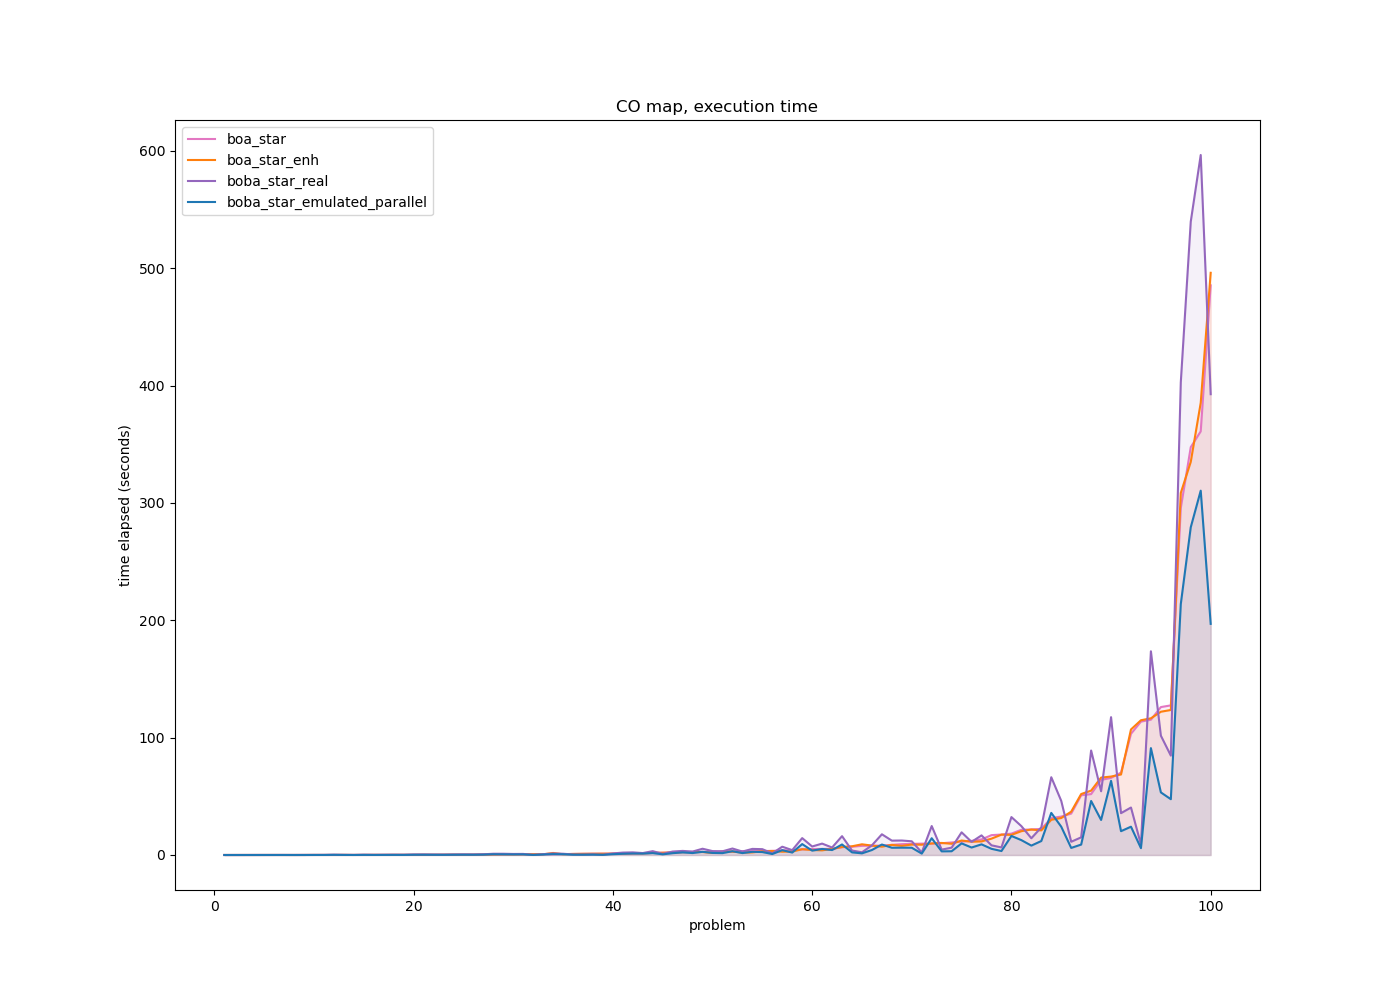 CO map, execution time
boa_star
boa_star_enh
boba_star_real
boba_star_emulated_parallel
600
500
400
300
200
100
0
time elapsed (seconds)
0 20 40 60 80 100
problem